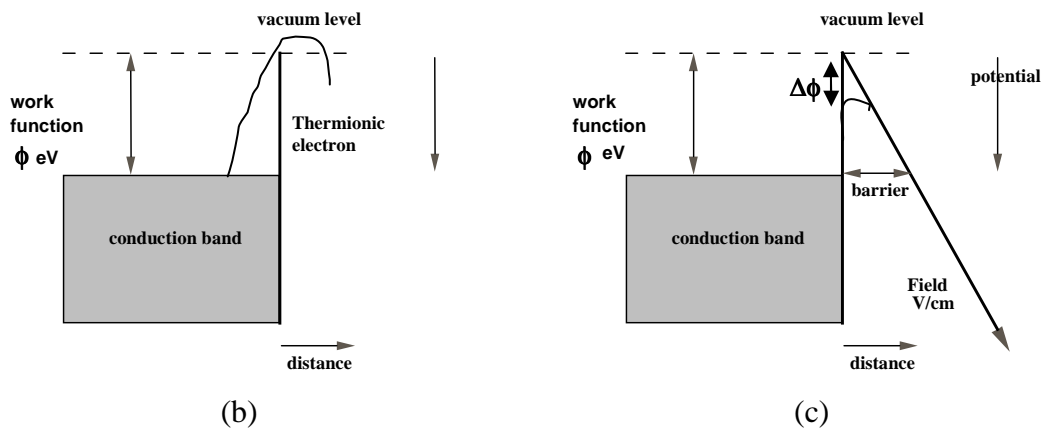 vacuum level
work
function
ϕ eV
Thermionic
electron
conduction band
distance
(b)
vacuum level
Δϕ
potential
work
function
ϕ eV
barrier
conduction band
Field
V/cm
distance
(c)